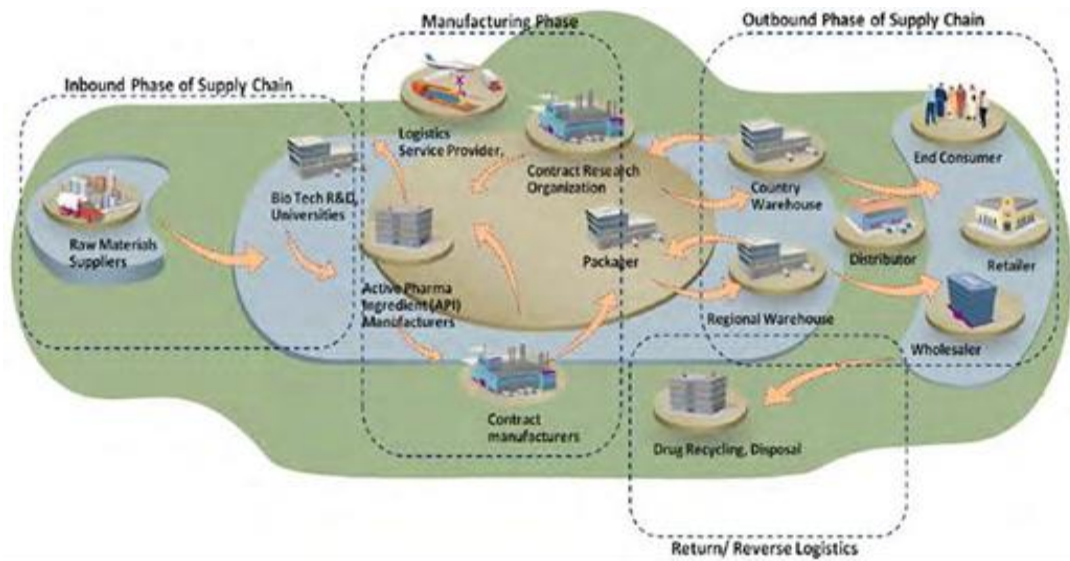 Manufacturing Phase
Outbound Phase of Supply Chain
Inbound Phase of Supply Chain
Logistics
Service Provider,
Contract Research
Organization
End Consumer
Bio Tech R&D,
Universities
Country
Warehouse
Raw Materials
Suppliers
Packager
Distributor
Retailer
Active Pharma
Ingredient (API)
Manufacturers
Regional Warehouse
Wholesaler
Contract
manufacturers
Drug Recycling, Disposal
Return/ Reverse Logistics